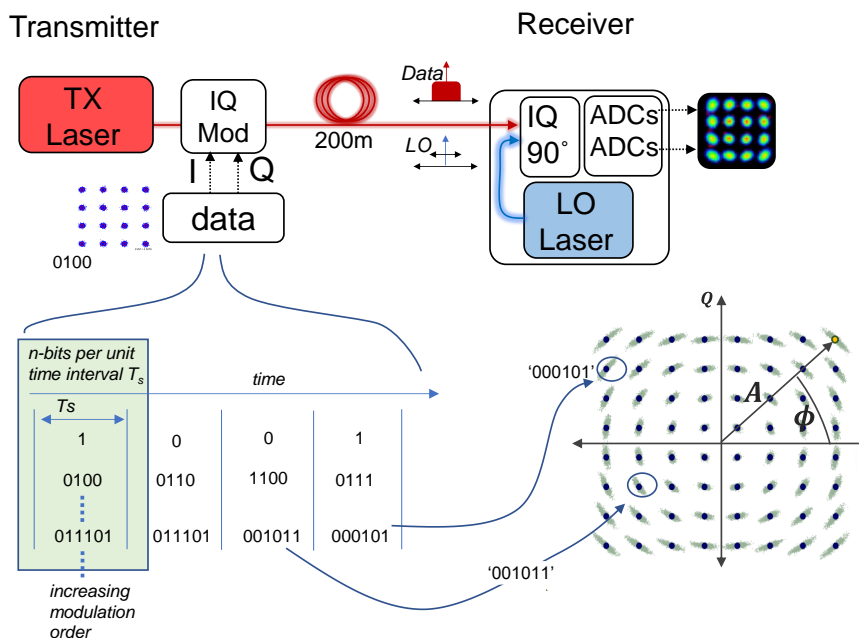 Transmitter
Receiver
TX
Laser
IQ
Mod
200m
Data
LO
IQ
90°
ADCs
ADCs
LO
Laser
I
Q
data
0100
n-bits per unit
time interval Ts
time
Ts
1 0 0 1
0100 0110 1100 0111
011101 011101 001011 000101
increasing
modulation
order
‘000101’
‘001011’
Q
A
ϕ